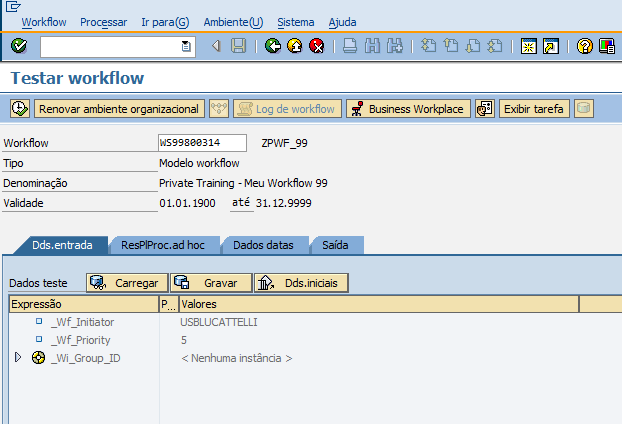 Workflow Processar Ir para(G) Ambiente(U) Sistema Ajuda
Testar workflow
Renovar ambiente organizacional Log de workflow Business Workplace Exibir tarefa
Workflow WS99800314 ZPWF_99
Tipo Modelo workflow
Denominação Private Training - Meu Workflow 99
Validade 01.01.1900 até 31.12.9999
Dds.entrada ResPlProc.ad hoc Dados datas Saída
Dados teste Carregar Gravar Dds.iniciais
Expressão P... Valores
_Wf_Initiator USBLUCATTELLI
_Wf_Priority 5
_Wi_Group_ID < Nenhuma instância >